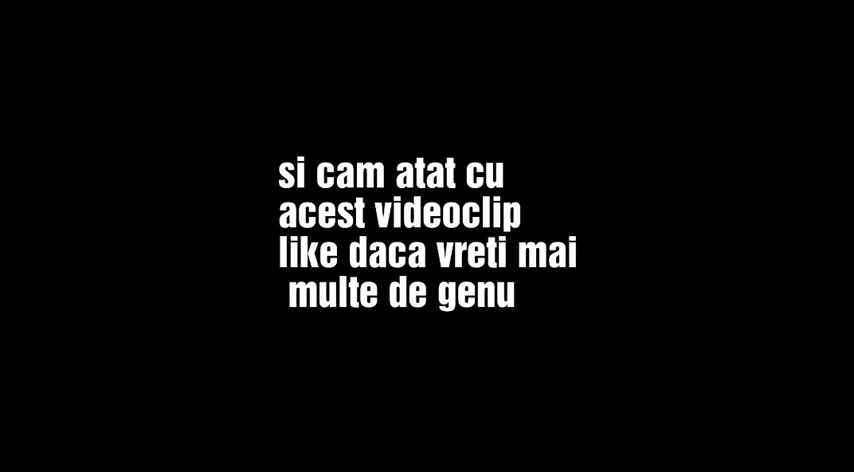 si cam atat cu
acest videoclip
like daca vreti mai
multe de genu